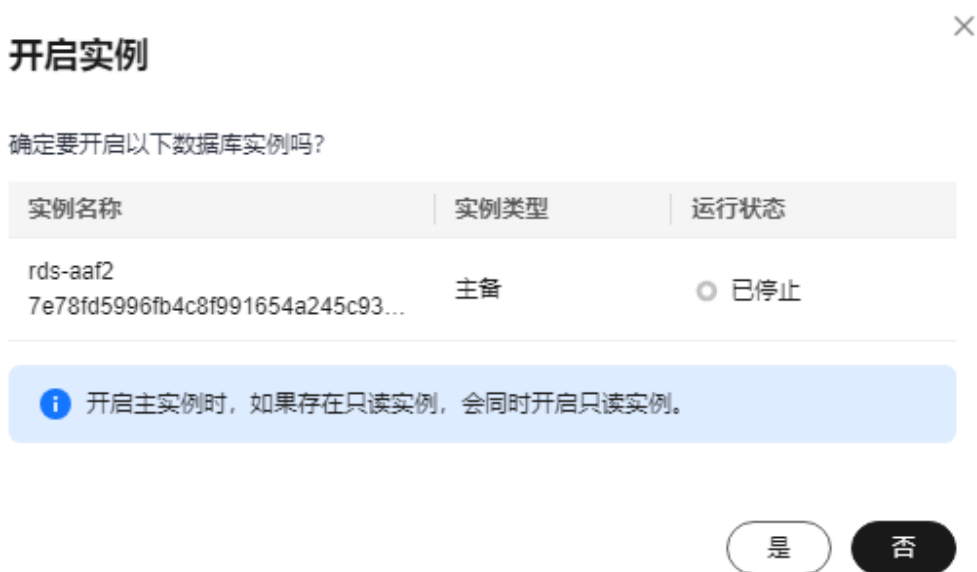 开启实例
确定要开启以下数据库实例吗?
实例名称 实例类型 运行状态
rds-aaf2
7e78fd5996fb4c8f991654a245c93...
主备 已停止
开启主实例时，如果存在只读实例，会同时开启只读实例。
是 否